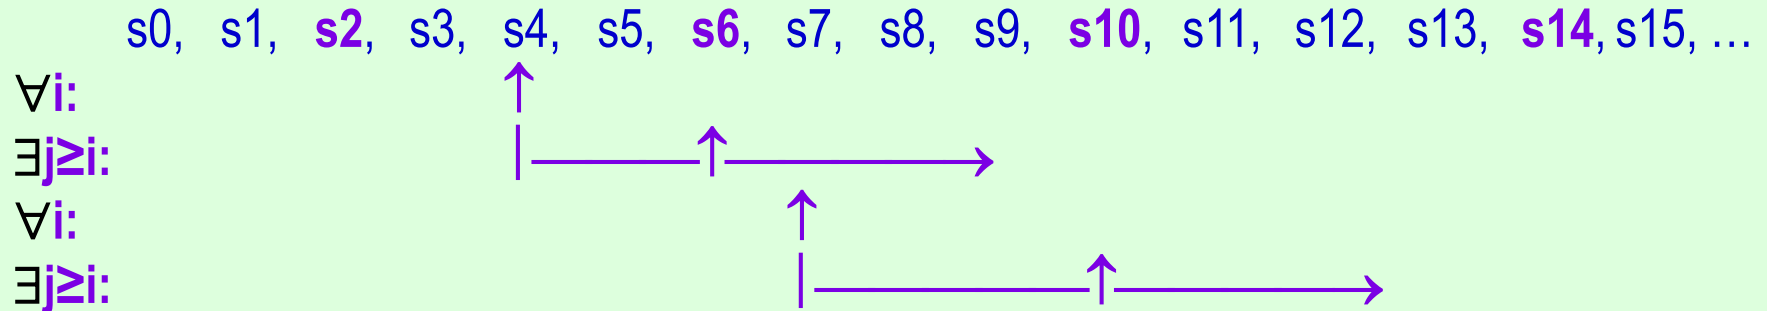 s0, s1, s2, s3, s4, s5, s6, s7, s8, s9, s10, s11, s12, s13, s14, s15, …
∀i:
∃j≥i:
∀i:
∃j≥i: